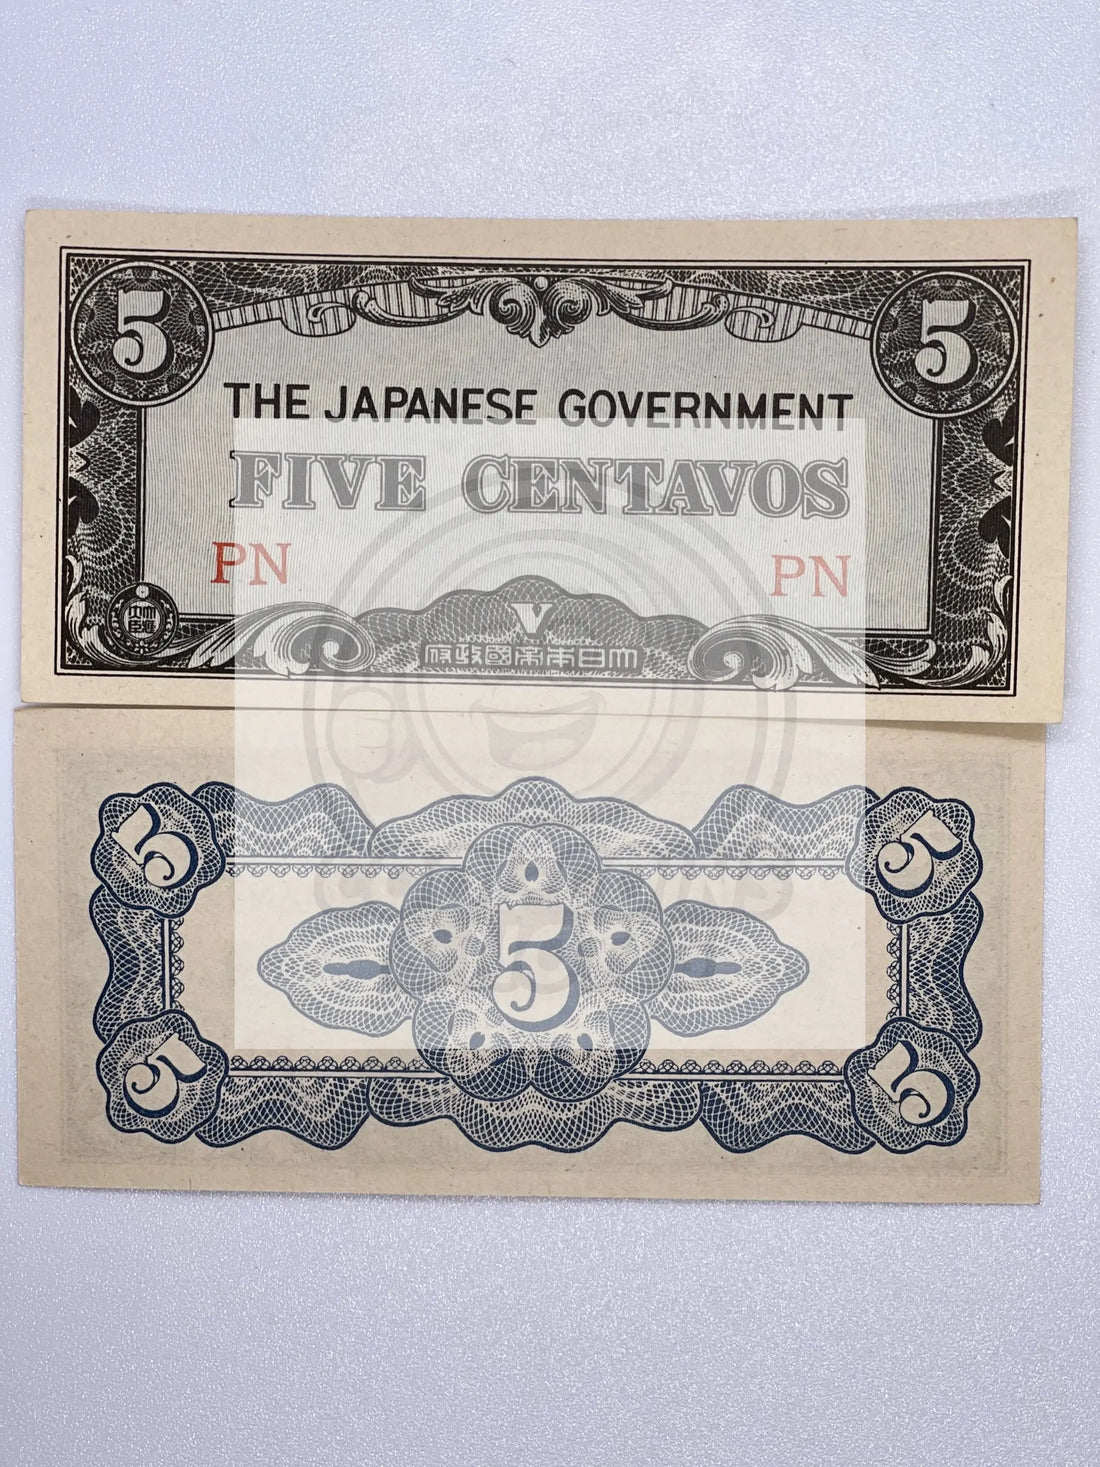 5 5
THE JAPANESE GOVERNMENT
FIVE CENTAVOS
PN PN
府政國帝本日大
5 5
5
5 5